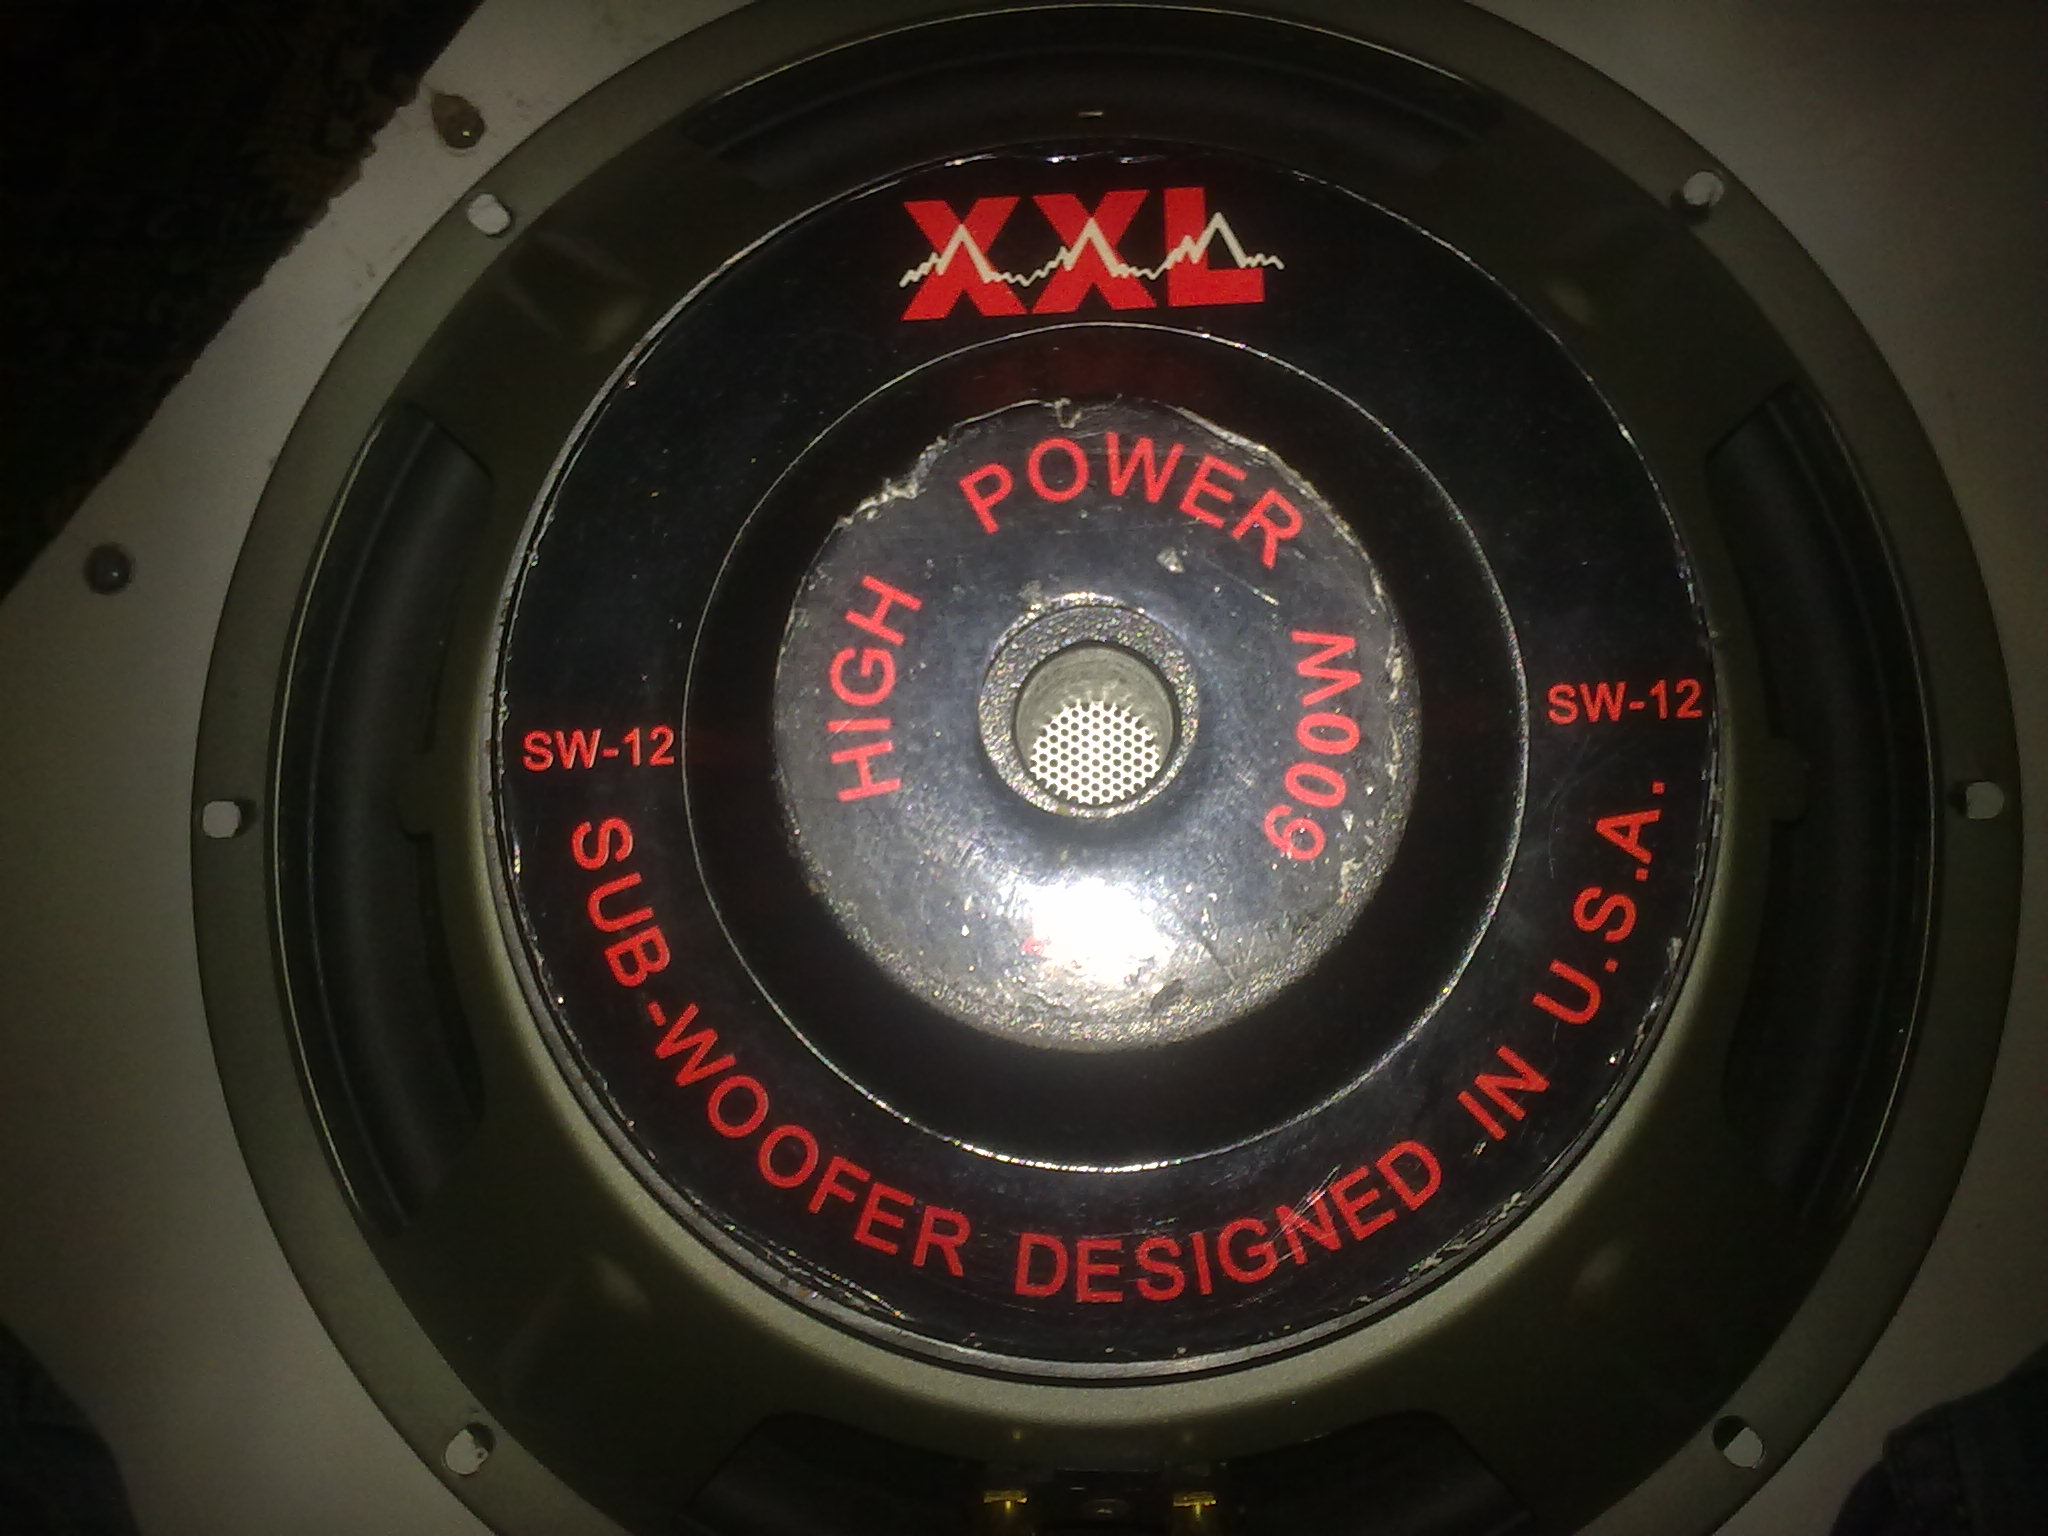 XXL
HIGH POWER 600W
SW-12
SW-12
SUB-WOOFER DESIGNED IN U.S.A.